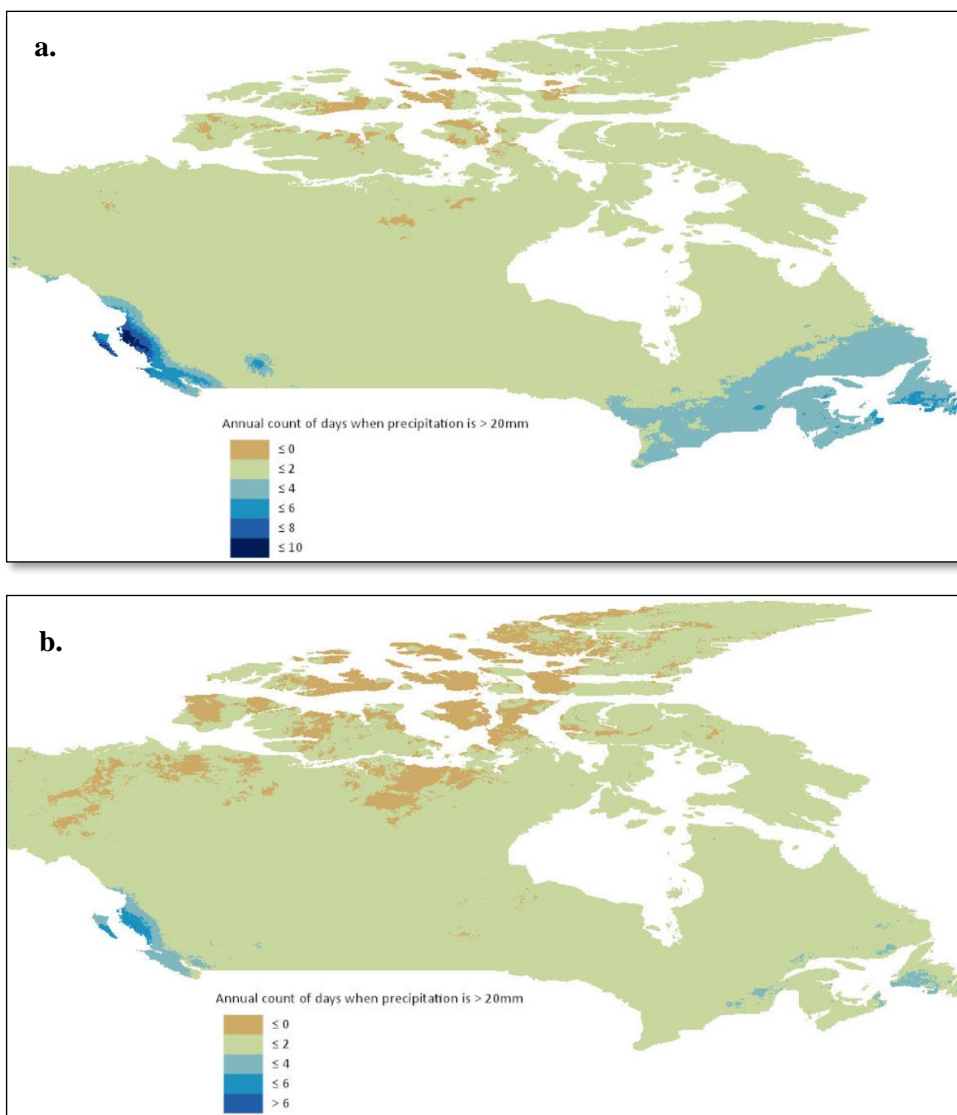 a.
Annual count of days when precipitation is > 20mm
≤ 0
≤ 2
≤ 4
≤ 6
≤ 8
≤ 10
b.
Annual count of days when precipitation is > 20mm
≤ 0
≤ 2
≤ 4
≤ 6
> 6